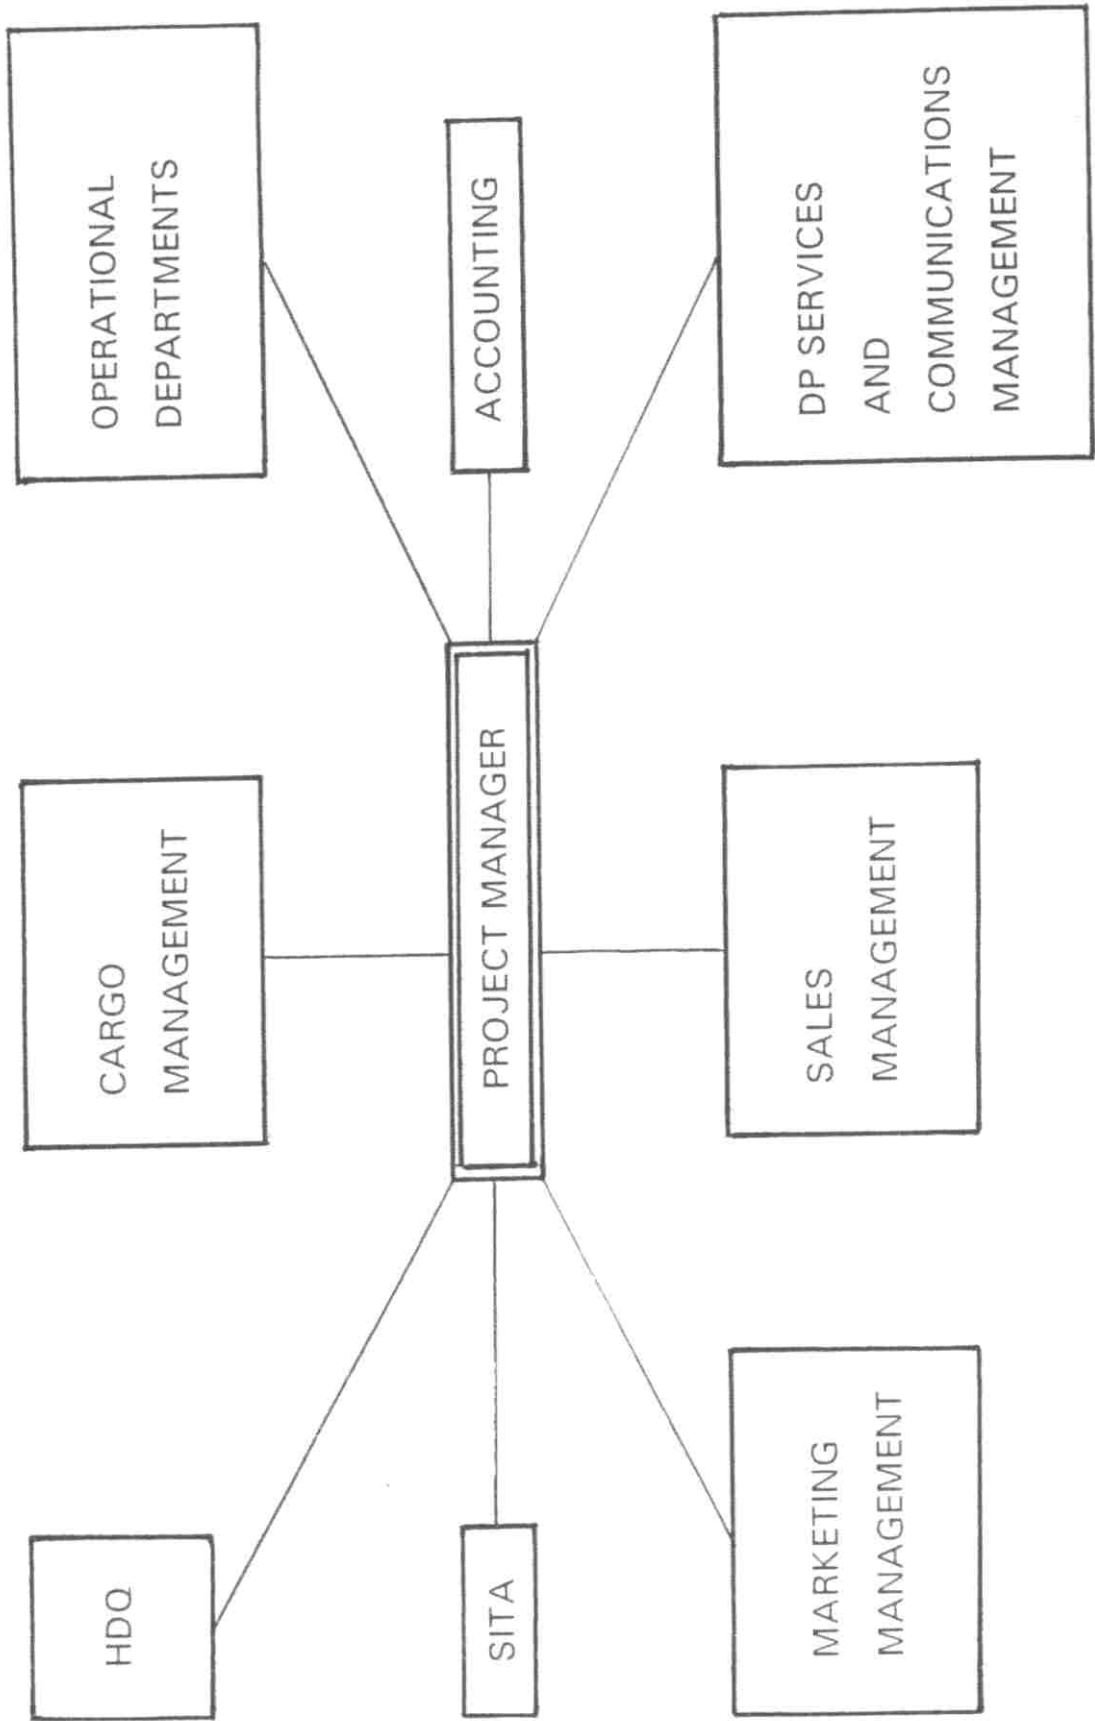 HDQ
CARGO
MANAGEMENT
OPERATIONAL
DEPARTMENTS
SITA
PROJECT MANAGER
ACCOUNTING
MARKETING
MANAGEMENT
SALES
MANAGEMENT
DP SERVICES
AND
COMMUNICATIONS
MANAGEMENT